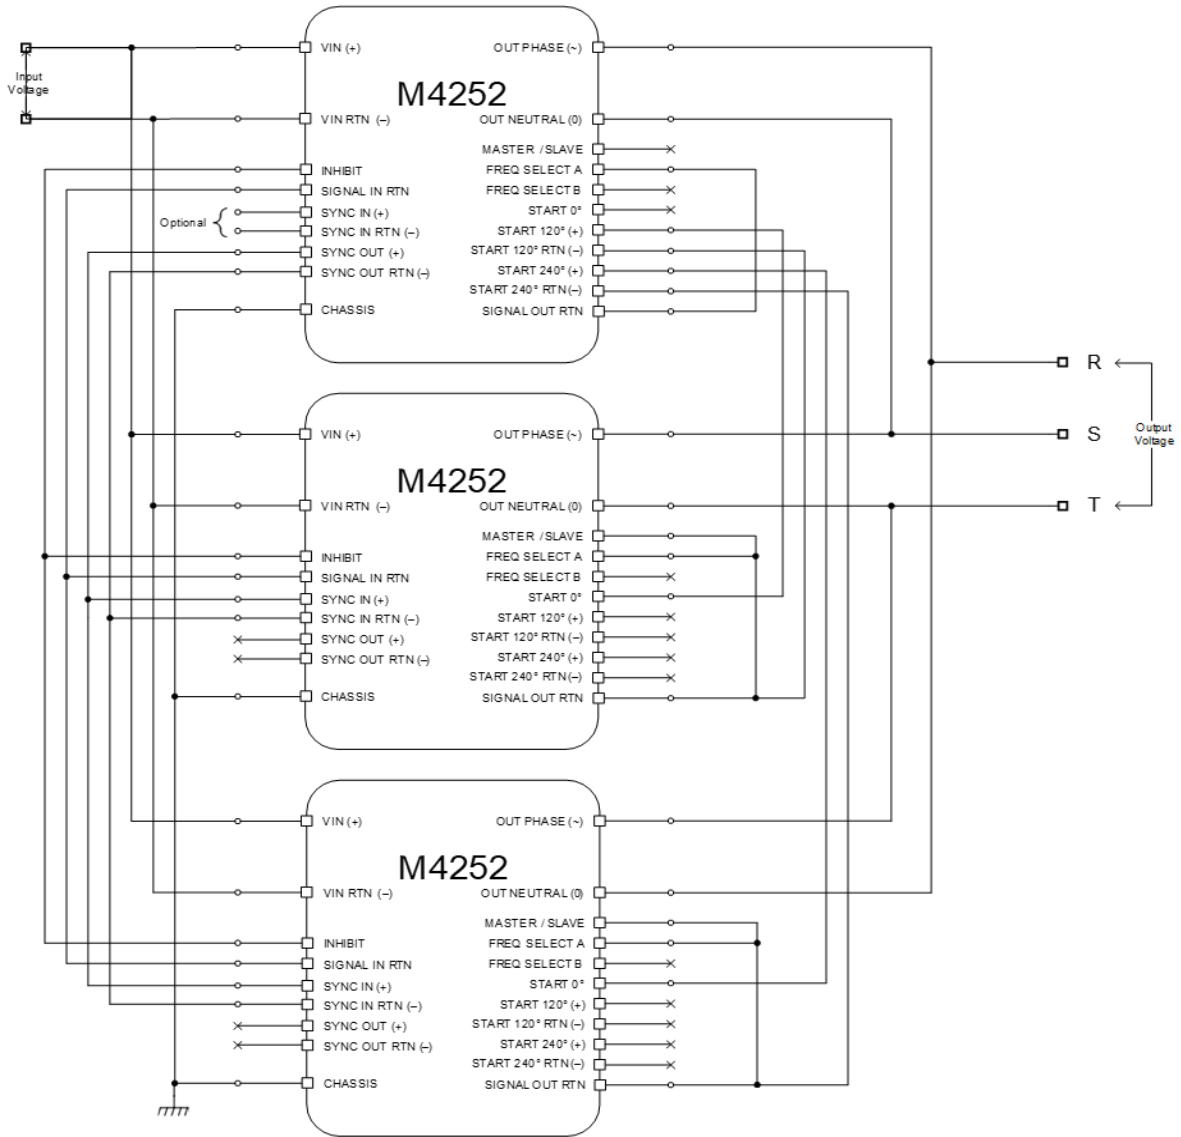 Input
Voltage
VIN (+)
OUT PHASE (~)
M4252
VIN RTN (–)
OUT NEUTRAL (0)
MASTER /SLAVE
INHIBIT
FREQ SELECT A
SIGNAL IN RTN
FREQ SELECT B
Optional
SYNC IN (+)
START 0°
SYNC IN RTN (–)
START 120° (+)
SYNC OUT (+)
START 120° RTN (–)
SYNC OUT RTN (–)
START 240° (+)
START 240° RTN (–)
CHASSIS
SIGNAL OUT RTN
R
S
T
Output
Voltage
VIN (+)
OUT PHASE (~)
M4252
VIN RTN (–)
OUT NEUTRAL (0)
MASTER /SLAVE
INHIBIT
FREQ SELECT A
SIGNAL IN RTN
FREQ SELECT B
SYNC IN (+)
START 0°
SYNC IN RTN (–)
START 120° (+)
SYNC OUT (+)
START 120° RTN (–)
SYNC OUT RTN (–)
START 240° (+)
START 240° RTN (–)
CHASSIS
SIGNAL OUT RTN
VIN (+)
OUT PHASE (~)
M4252
VIN RTN (–)
OUT NEUTRAL (0)
MASTER / SLAVE
INHIBIT
FREQ SELECT A
SIGNAL IN RTN
FREQ SELECT B
SYNC IN (+)
START 0°
SYNC IN RTN (–)
START 120° (+)
SYNC OUT (+)
START 120° RTN (–)
SYNC OUT RTN (–)
START 240° (+)
START 240° RTN (–)
CHASSIS
SIGNAL OUT RTN